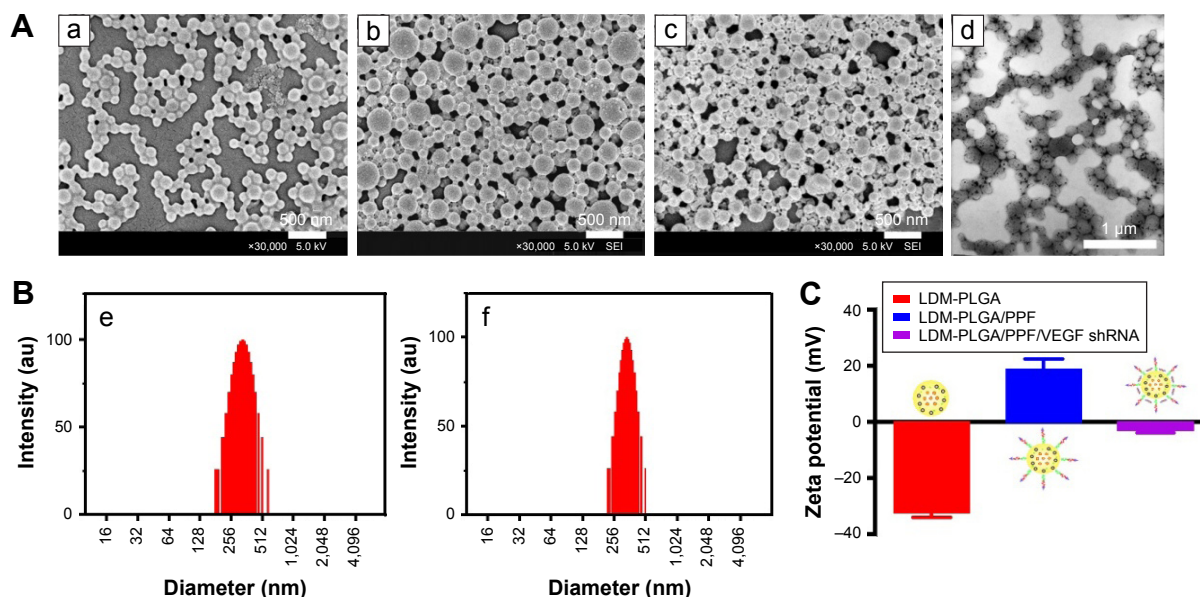 A
a
b
c
d
500 nm
×30,000 5.0 kV
500 nm
×30,000 5.0 kV SEI
500 nm
×30,000 5.0 kV SEI
1 µm
B
e
Intensity (au)
100
50
0
16 32 64 128 256 512 1,024 2,048 4,096
Diameter (nm)
f
Intensity (au)
100
50
0
16 32 64 128 256 512 1,024 2,048 4,096
Diameter (nm)
C
LDM-PLGA
LDM-PLGA/PPF
LDM-PLGA/PPF/VEGF shRNA
Zeta potential (mV)
40
20
0
–20
–40